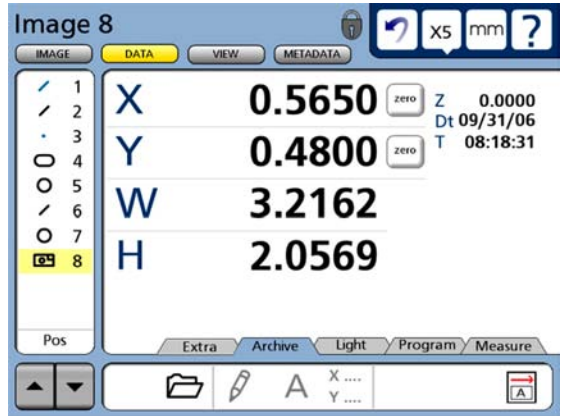 Image 8
X5 mm ?
IMAGE DATA VIEW METADATA
1
2
3
4
5
6
7
8
Pos
X 0.5650 zero
Y 0.4800 zero
W 3.2162
H 2.0569
Z 0.0000
Dt 09/31/06
T 08:18:31
Extra Archive Light Program Measure
A X ....
Y ....
A